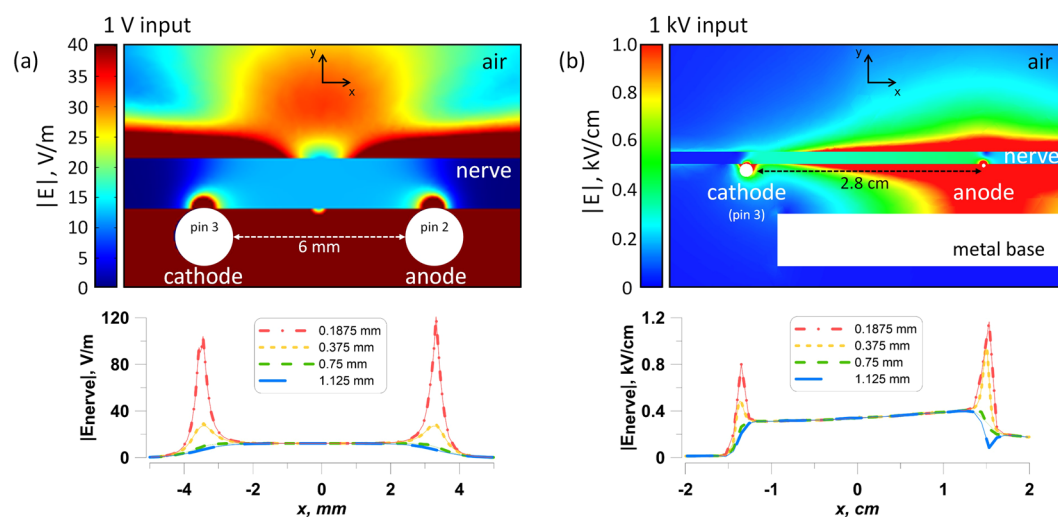 1 V input
(a)
40
35
30
25
20
15
10
5
0
|E|, V/m
y
x
air
nerve
pin 3
pin 2
6 mm
cathode
anode
120
80
40
0
|Enerve|, V/m
0.1875 mm
0.375 mm
0.75 mm
1.125 mm
-4
-2
0
2
4
x, mm
1 kV input
(b)
1.0
0.8
0.6
0.4
0.2
0
|E|, kV/cm
y
x
air
nerve
2.8 cm
cathode
(pin 3)
anode
metal base
1.2
0.8
0.4
0
|Enerve|, kV/cm
0.1875 mm
0.375 mm
0.75 mm
1.125 mm
-2
-1
0
1
2
x, cm